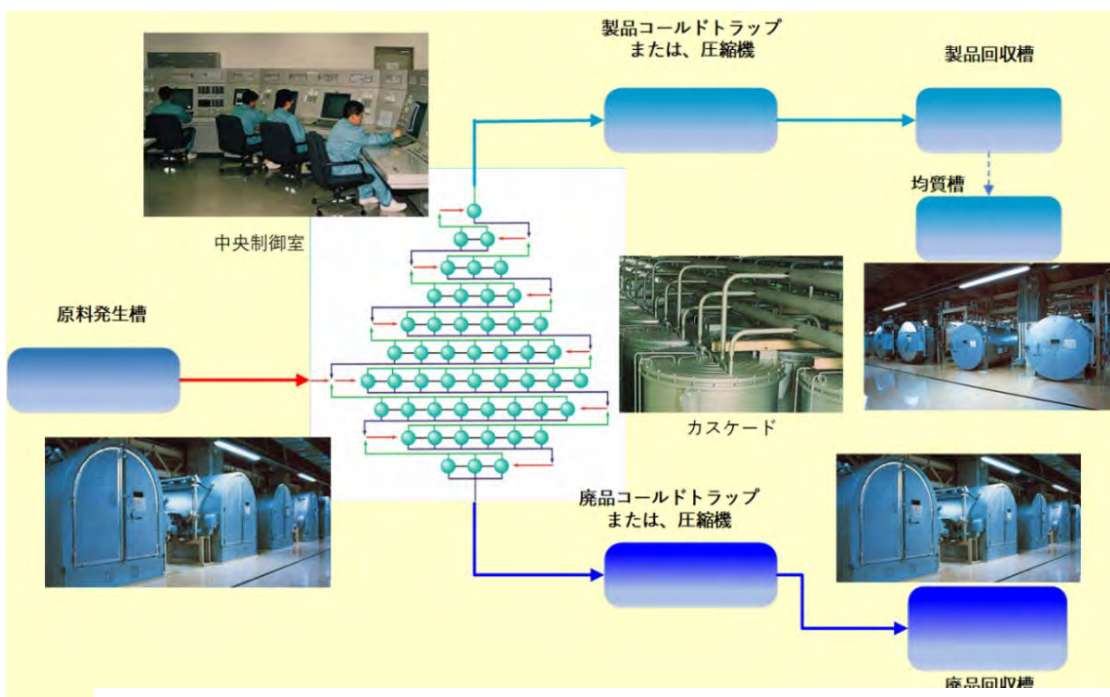 製品コールドトラップ
または、圧縮機
製品回収槽
均質槽
中央制御室
原料発生槽
カスケード
廃品コールドトラップ
または、圧縮機
廃品回収槽